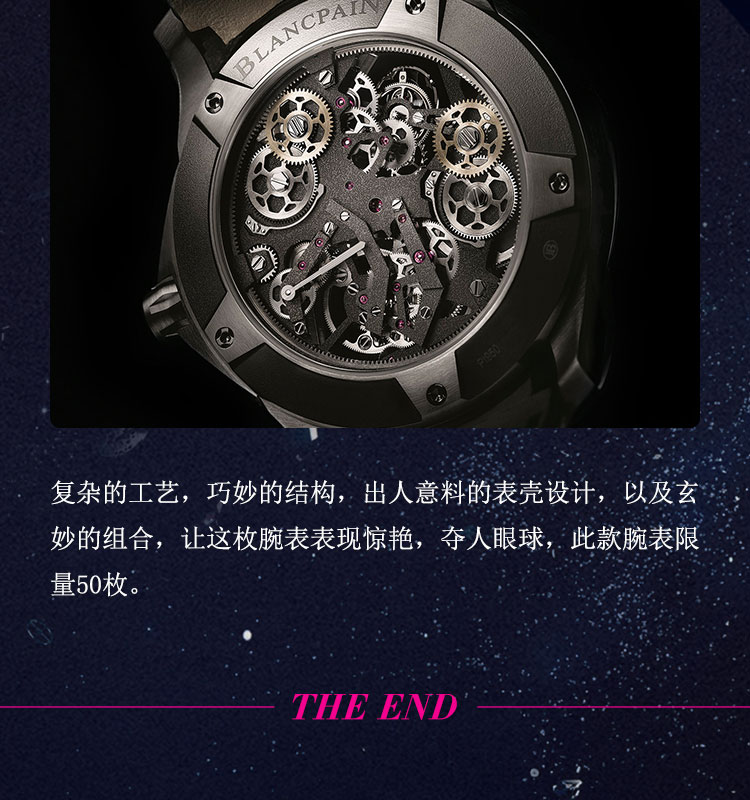 BLANCPAIN
P.950
复杂的工艺，巧妙的结构，出人意料的表壳设计，以及玄
妙的组合，让这枚腕表表现惊艳，夺人眼球，此款腕表限
量50枚。
THE END